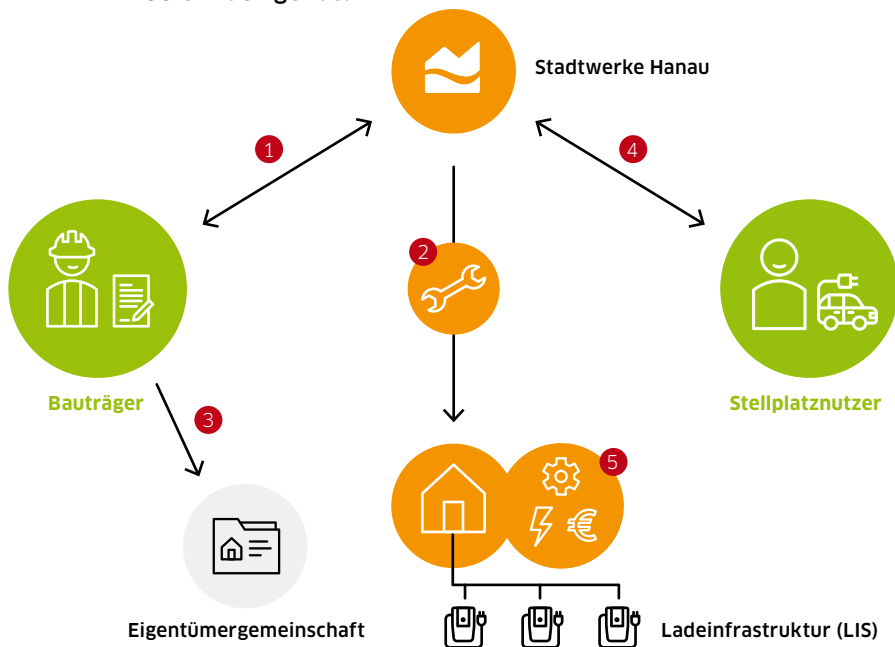 Stadtwerke Hanau
1
4
2
Bauträger
Stellplatznutzer
3
5
€
Eigentümergemeinschaft
Ladeinfrastruktur (LIS)